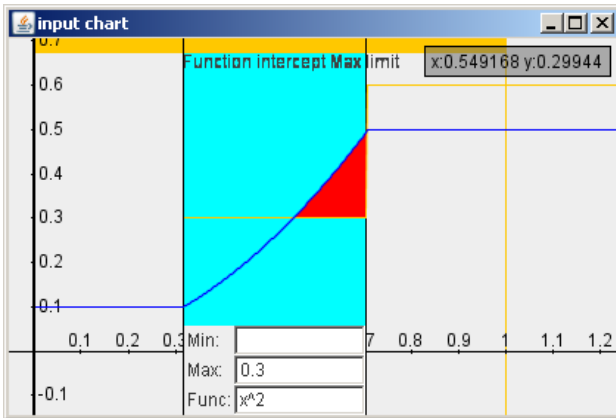 input chart
0.7
Function intercept Max limit
x:0.549168 y:0.29944
0.6
0.5
0.4
0.3
0.2
0.1
0.1 0.2 0.3 7 0.8 0.9 1 1.1 1.2
Min:
Max: 0.3
Func: x^2
-0.1